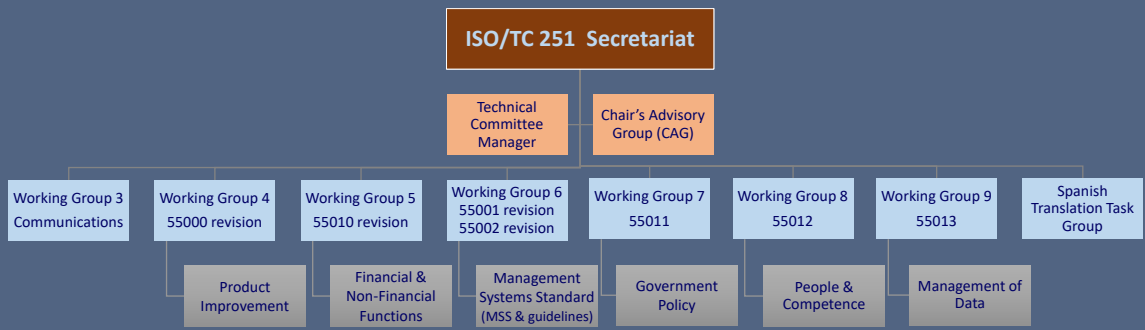 ISO/TC 251 Secretariat
Technical
Committee
Manager
Chair's Advisory
Group (CAG)
Working Group 3
Communications
Working Group 4
55000 revision
Working Group 5
55010 revision
Working Group 6
55001 revision
55002 revision
Working Group 7
55011
Working Group 8
55012
Working Group 9
55013
Spanish
Translation Task
Group
Product
Improvement
Financial &
Non-Financial
Functions
Management
Systems Standard
(MSS & guidelines)
Government
Policy
People &
Competence
Management of
Data